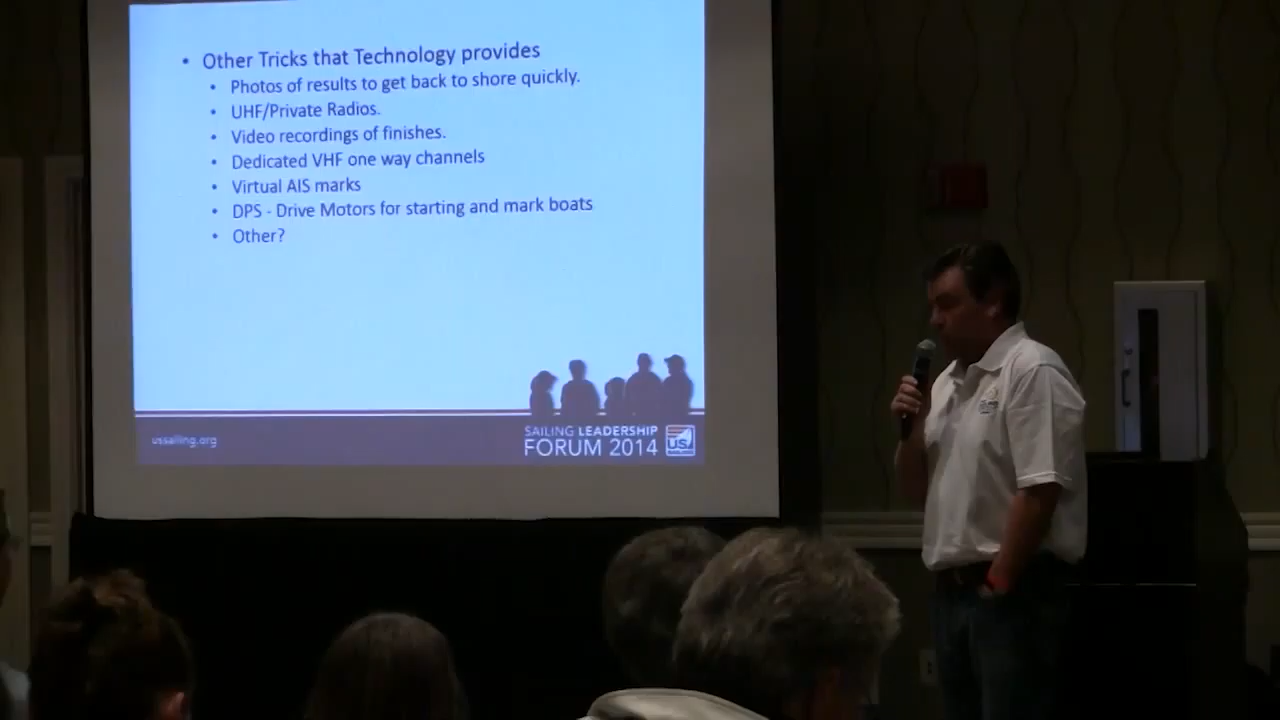 • Other Tricks that Technology provides
• Photos of results to get back to shore quickly.
• UHF/Private Radios.
• Video recordings of finishes.
• Dedicated VHF one way channels
• Virtual AIS marks
• DPS - Drive Motors for starting and mark boats
• Other?
ussailing.org
SAILING LEADERSHIP
FORUM 2014
US